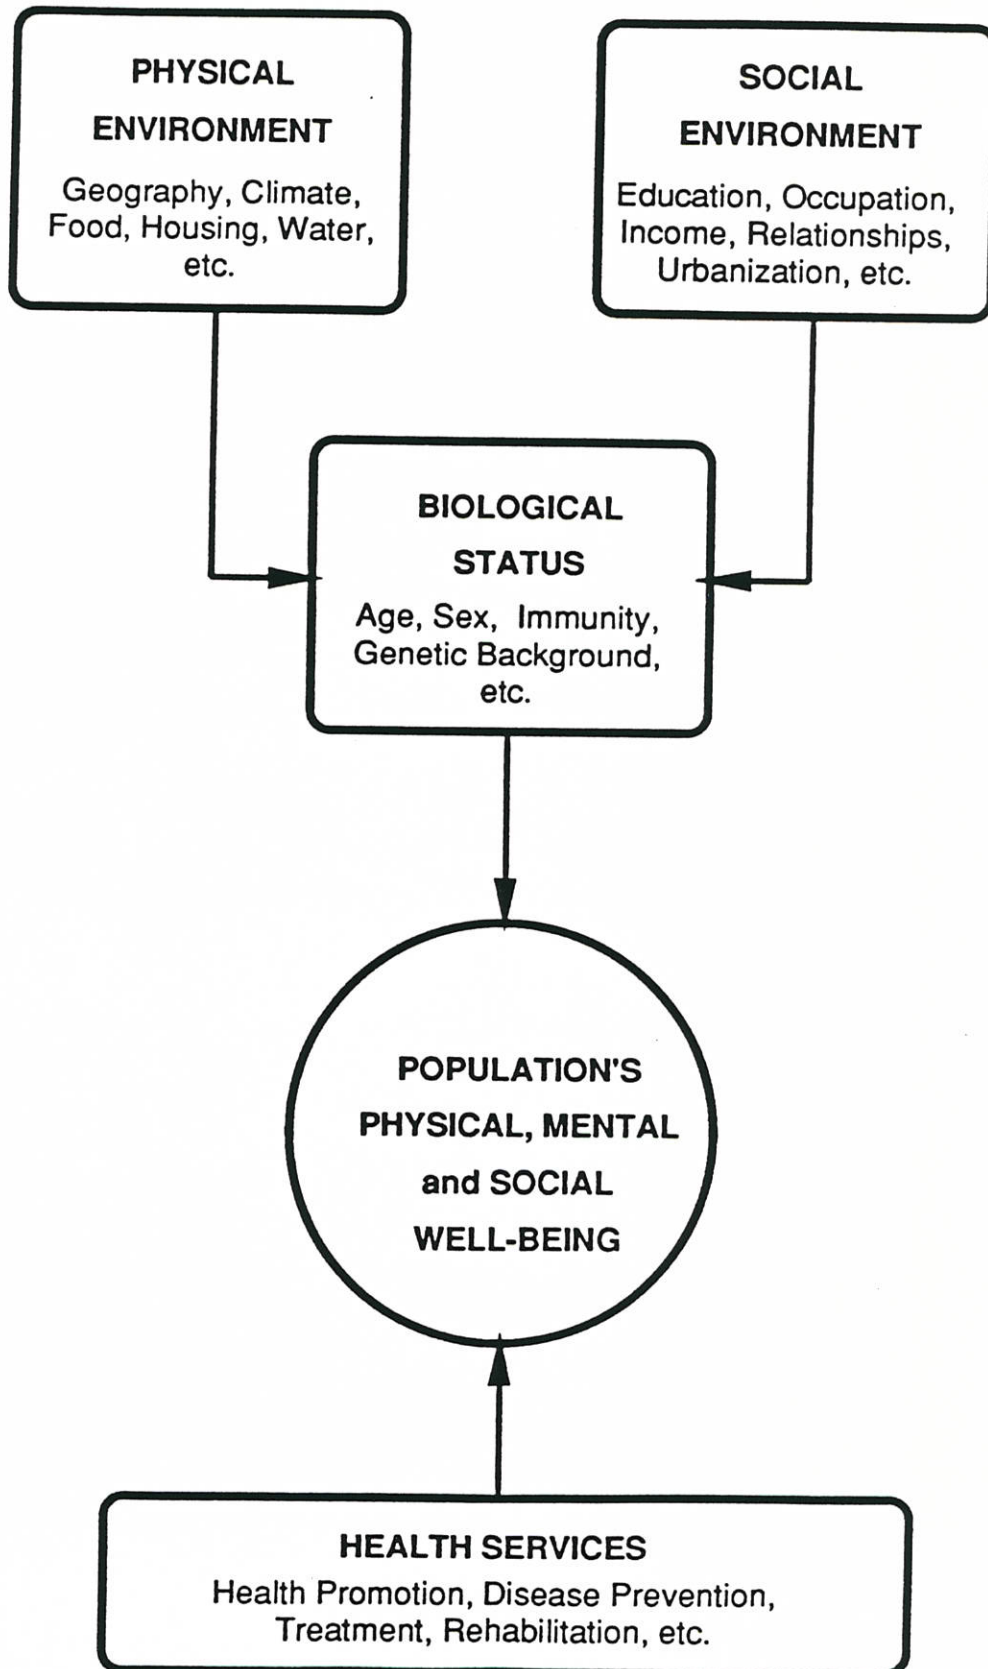 PHYSICAL
ENVIRONMENT
Geography, Climate,
Food, Housing, Water,
etc.
SOCIAL
ENVIRONMENT
Education, Occupation,
Income, Relationships,
Urbanization, etc.
BIOLOGICAL
STATUS
Age, Sex, Immunity,
Genetic Background,
etc.
POPULATION'S
PHYSICAL, MENTAL
and SOCIAL
WELL-BEING
HEALTH SERVICES
Health Promotion, Disease Prevention,
Treatment, Rehabilitation, etc.